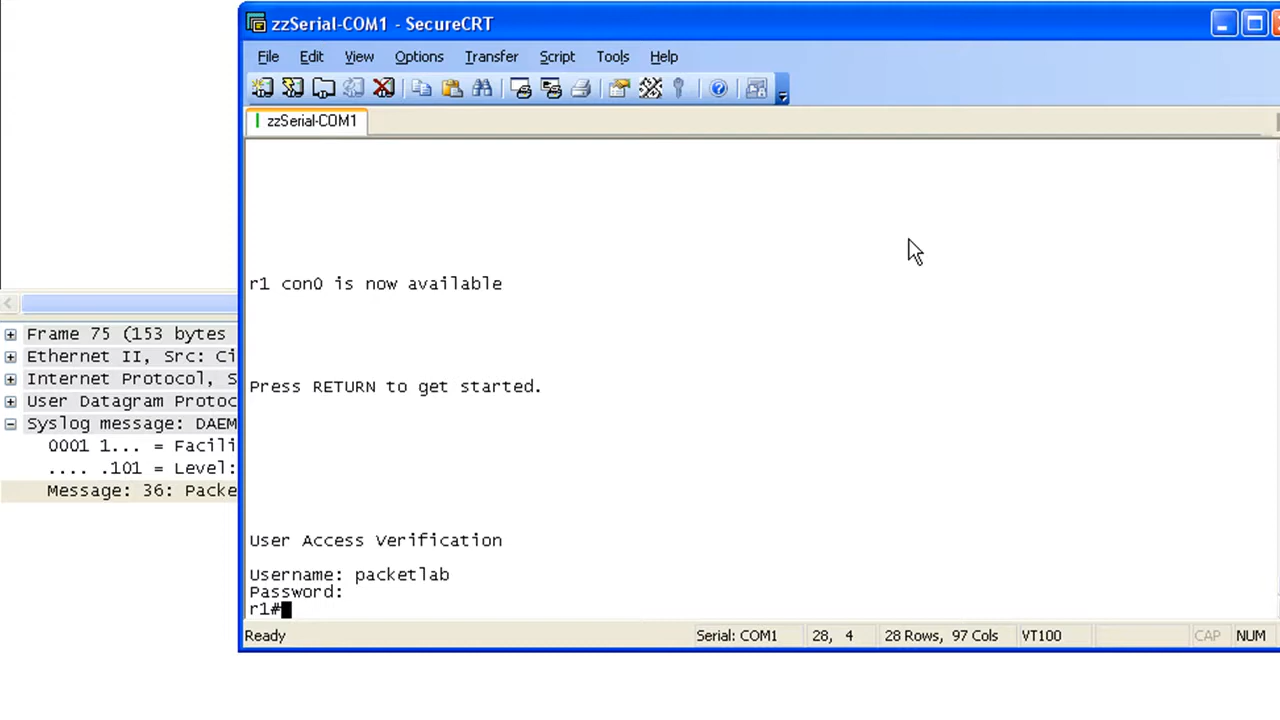 zzSerial-COM1 - SecureCRT
File Edit View Options Transfer Script Tools Help
zzSerial-COM1
r1 con0 is now available
Press RETURN to get started.
User Access Verification
Username: packetlab
Password:
r1#
Ready Serial: COM1 28, 4 28 Rows, 97 Cols VT100 CAP NUM
Frame 75 (153 bytes
Ethernet II, Src: Ci
Internet Protocol, S
User Datagram Protoc
Syslog message: DAEM
0001 1... = Facili
.... .101 = Level:
Message: 36: Packe